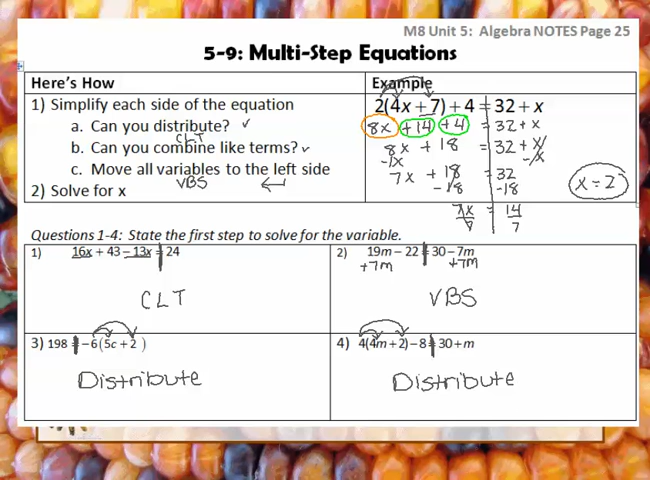 M8 Unit 5: Algebra NOTES Page 25
5-9: Multi-Step Equations
Here's How
1) Simplify each side of the equation
a. Can you distribute? ✓
CLT
b. Can you combine like terms? ✓
c. Move all variables to the left side
VBS ←
2) Solve for x
Example
2(4x + 7) + 4 = 32 + x
8x +14 +4 = 32 + x
8x + 18 = 32 + x
-1x -x
7x + 18 = 32
-18 -18
7x = 14
7 7
x = 2
Questions 1-4: State the first step to solve for the variable.
1) 16x + 43 – 13x = 24
CLT
2) 19m – 22 = 30 – 7m
+7m +7m
VBS
3) 198 = –6(5c + 2 )
Distribute
4) 4(4m + 2) – 8 = 30 + m
Distribute